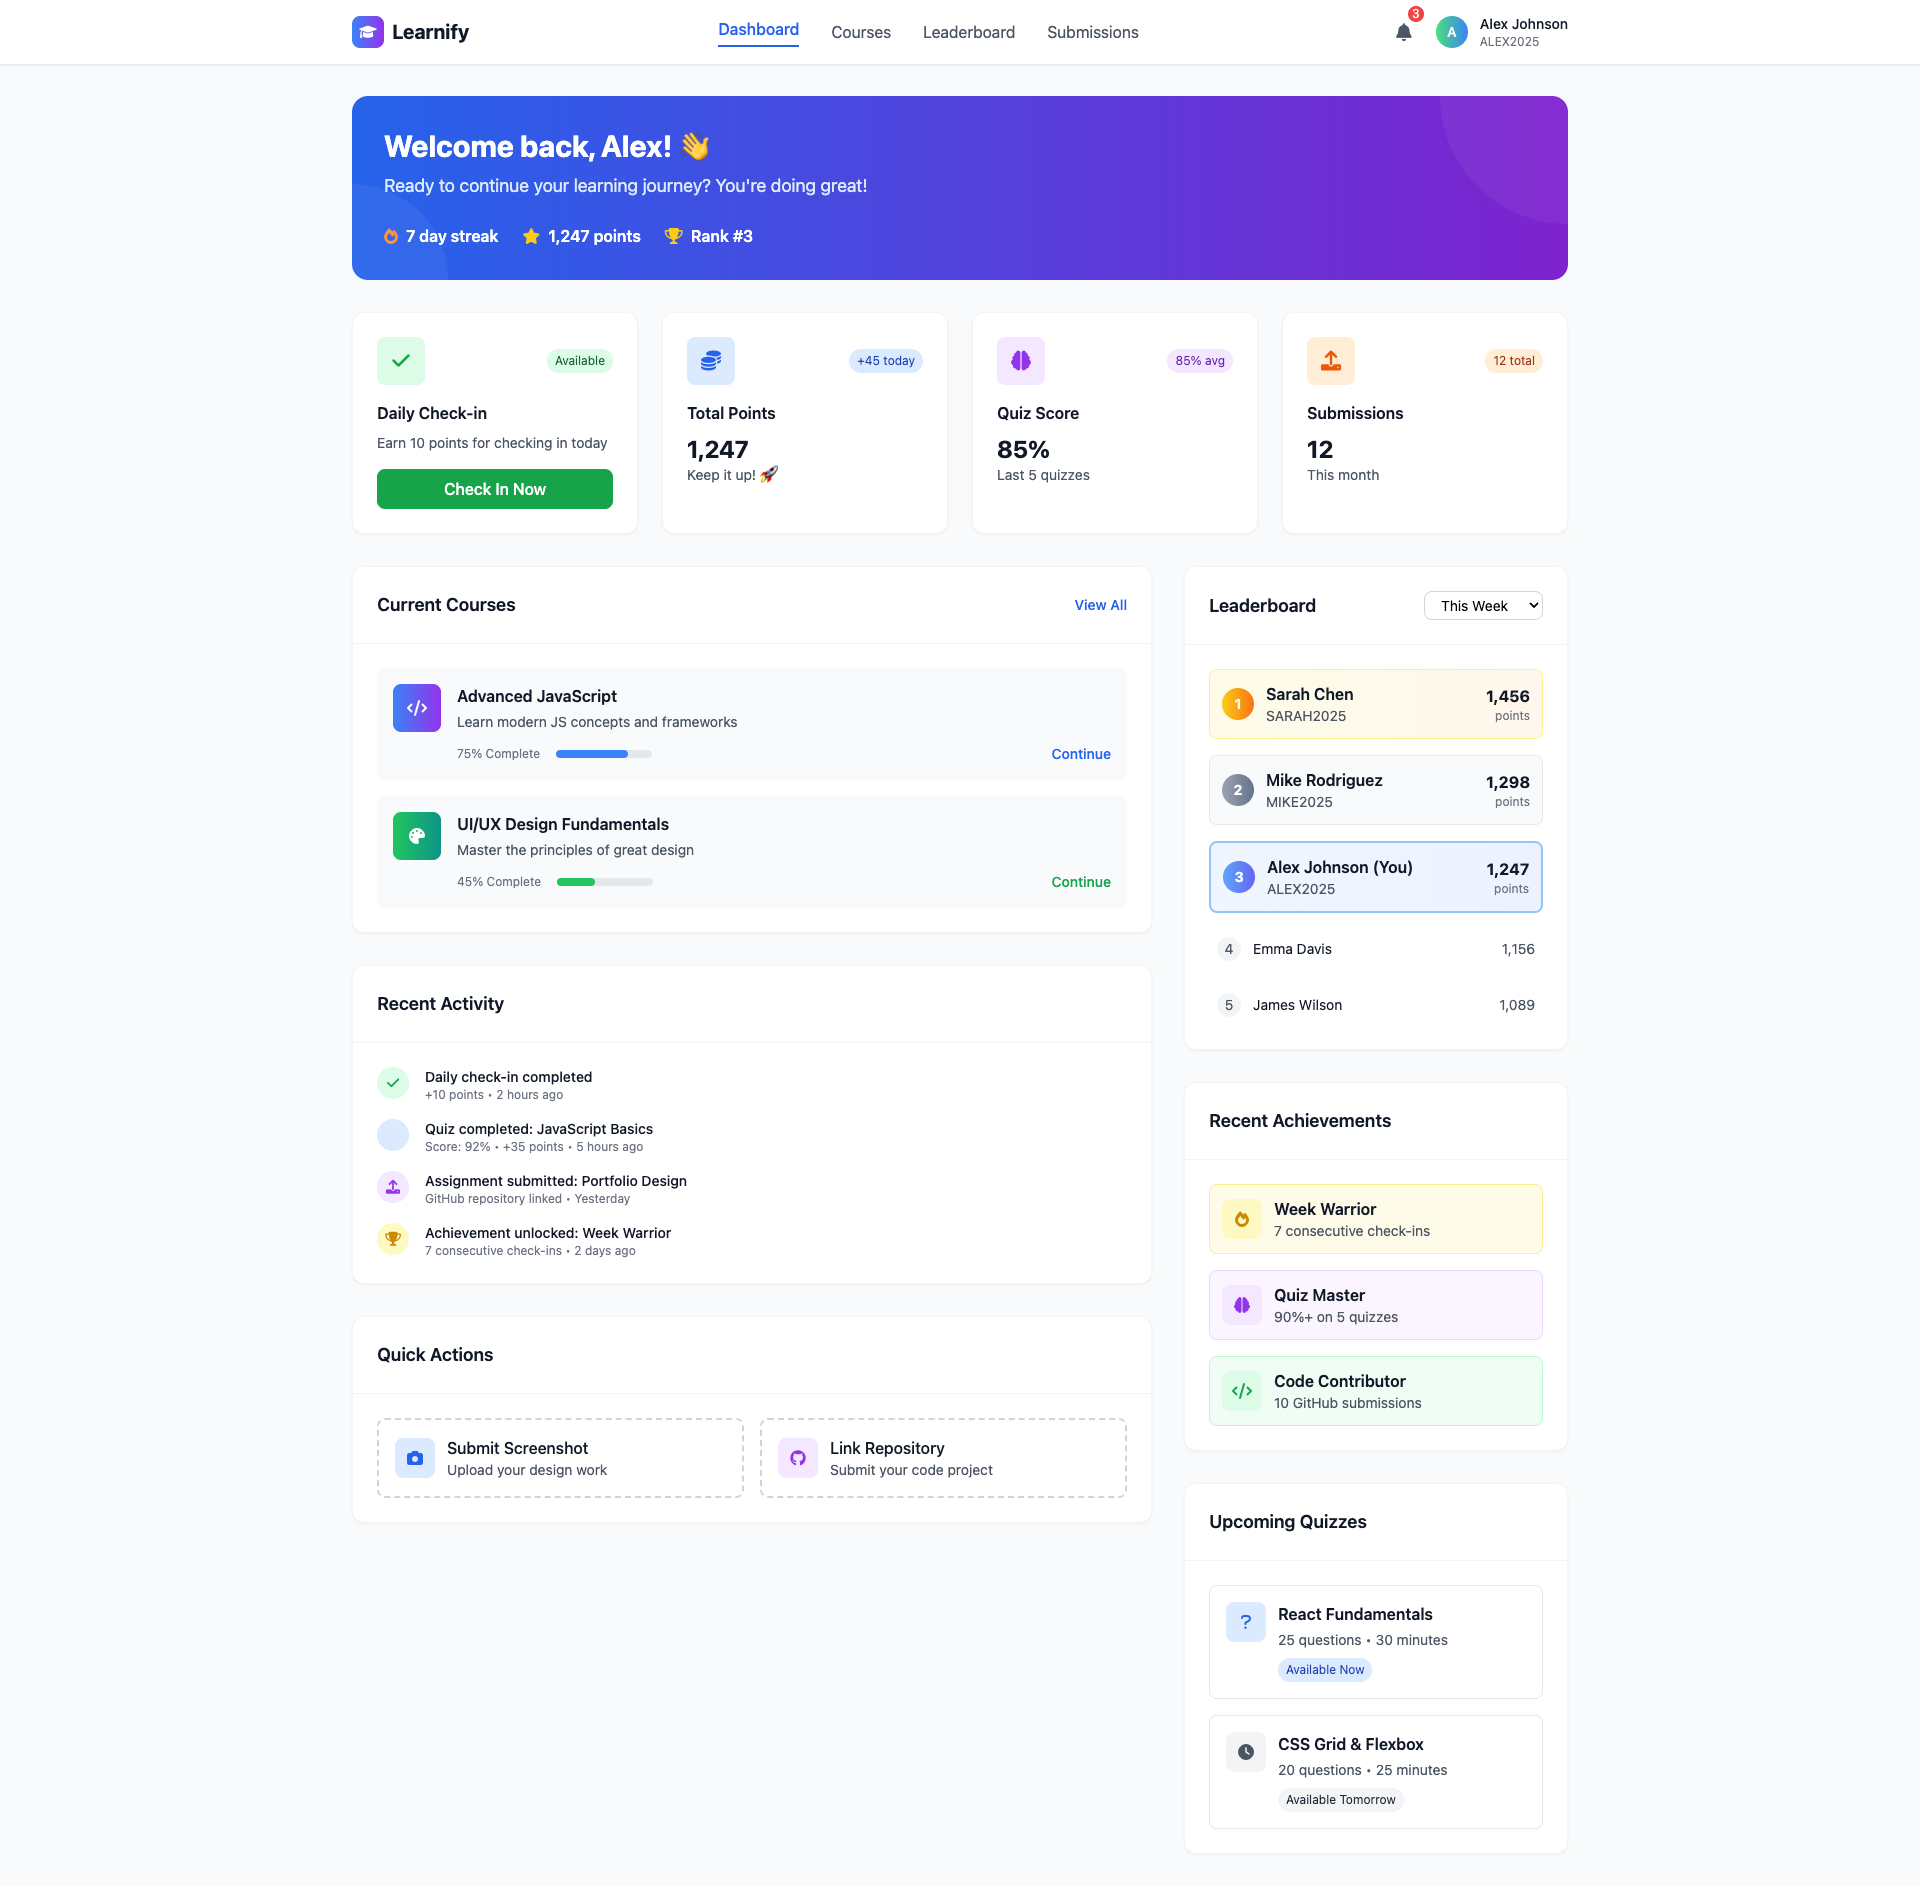 Learnify
Dashboard
Courses
Leaderboard
Submissions
3
A
Alex Johnson
ALEX2025
Welcome back, Alex! 👋
Ready to continue your learning journey? You're doing great!
7 day streak
1,247 points
Rank #3
Available
Daily Check-in
Earn 10 points for checking in today
Check In Now
+45 today
Total Points
1,247
Keep it up! 🚀
85% avg
Quiz Score
85%
Last 5 quizzes
12 total
Submissions
12
This month
Current Courses
View All
Advanced JavaScript
Learn modern JS concepts and frameworks
75% Complete
Continue
UI/UX Design Fundamentals
Master the principles of great design
45% Complete
Continue
Recent Activity
Daily check-in completed
+10 points • 2 hours ago
Quiz completed: JavaScript Basics
Score: 92% • +35 points • 5 hours ago
Assignment submitted: Portfolio Design
GitHub repository linked • Yesterday
Achievement unlocked: Week Warrior
7 consecutive check-ins • 2 days ago
Quick Actions
Submit Screenshot
Upload your design work
Link Repository
Submit your code project
Leaderboard
This Week
1
Sarah Chen
SARAH2025
1,456
points
2
Mike Rodriguez
MIKE2025
1,298
points
3
Alex Johnson (You)
ALEX2025
1,247
points
4
Emma Davis
1,156
5
James Wilson
1,089
Recent Achievements
Week Warrior
7 consecutive check-ins
Quiz Master
90%+ on 5 quizzes
Code Contributor
10 GitHub submissions
Upcoming Quizzes
?
React Fundamentals
25 questions • 30 minutes
Available Now
CSS Grid & Flexbox
20 questions • 25 minutes
Available Tomorrow